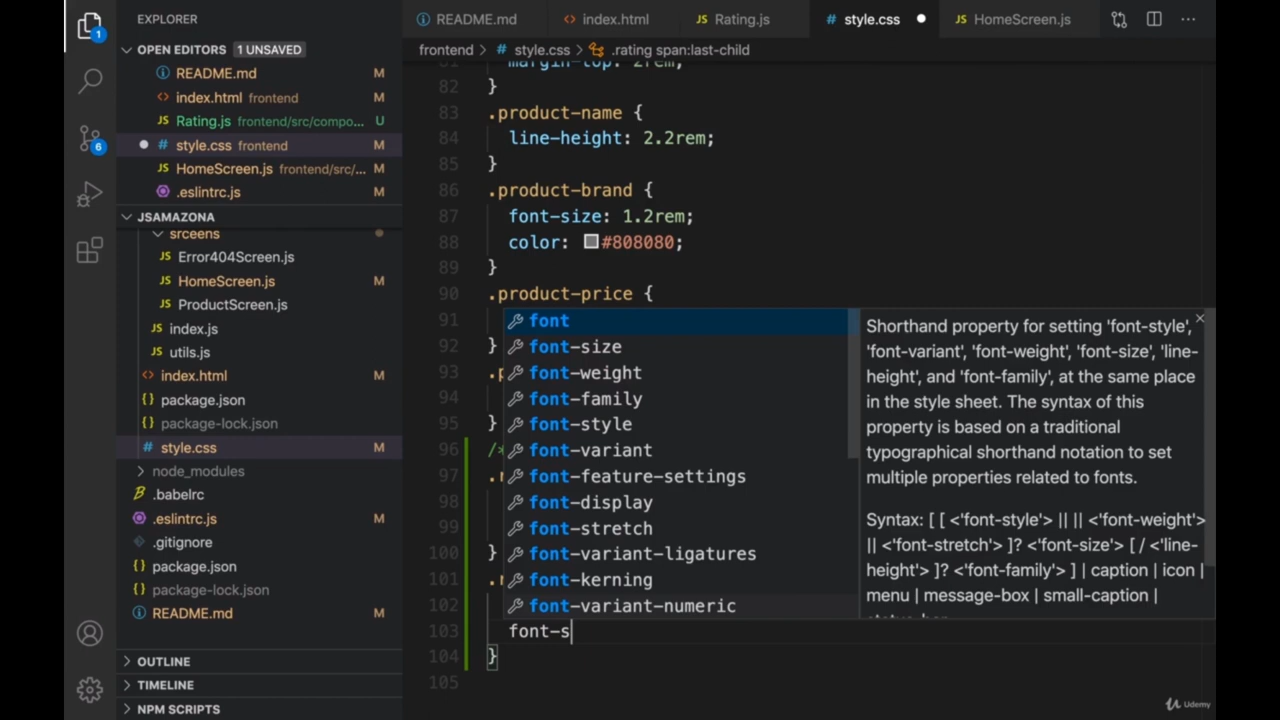 EXPLORER
OPEN EDITORS 1 UNSAVED
README.md M
index.html frontend M
Rating.js frontend/src/compo... U
style.css frontend M
HomeScreen.js frontend/src/... M
.eslintrc.js M
JSAMAZONA
srceens
Error404Screen.js
HomeScreen.js M
ProductScreen.js
index.js
utils.js
index.html M
package.json
package-lock.json
style.css M
node_modules
.babelrc
.eslintrc.js M
.gitignore
package.json
package-lock.json
README.md M
OUTLINE
TIMELINE
NPM SCRIPTS
1
6
README.md
index.html
Rating.js
style.css
HomeScreen.js
frontend > style.css > .rating span:last-child
81 margin-top: 2rem;
82 }
83 .product-name {
84 line-height: 2.2rem;
85 }
86 .product-brand {
87 font-size: 1.2rem;
88 color: #808080;
89 }
90 .product-price {
91
92 }
93 .p
94
95 }
96 /*
97
98
99
100 }
101
102
103 font-s
104 }
105
font
font-size
font-weight
font-family
font-style
font-variant
font-feature-settings
font-display
font-stretch
font-variant-ligatures
font-kerning
font-variant-numeric
Shorthand property for setting 'font-style',
'font-variant', 'font-weight', 'font-size', 'line-
height', and 'font-family', at the same place
in the style sheet. The syntax of this
property is based on a traditional
typographical shorthand notation to set
multiple properties related to fonts.
Syntax: [ [ <'font-style'> || || <'font-weight'>
|| <'font-stretch'> ]? <'font-size'> [ / <'line-
height'> ]? <'font-family'> ] | caption | icon |
menu | message-box | small-caption |
Udemy